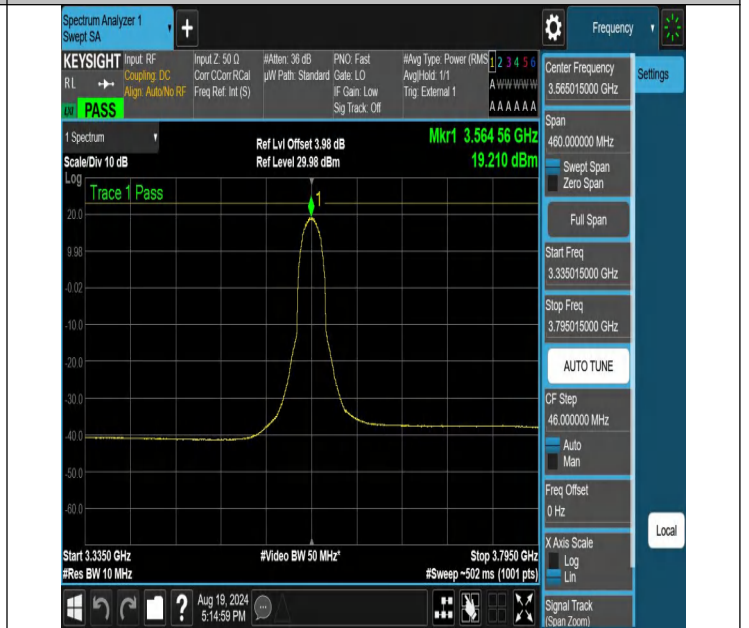 Spectrum Analyzer 1
Swept SA
+
Frequency
KEYSIGHT
RL
PASS
Input: RF
Coupling: DC
Align: Auto/No RF
Input Z: 50 Ω
Corr CCorr RCal
Freq Ref: Int (S)
#Atten: 36 dB
µW Path: Standard
PNO: Fast
Gate: LO
IF Gain: Low
Sig Track: Off
#Avg Type: Power (RMS
Avg|Hold: 1/1
Trig: External 1
1 2 3 4 5 6
A W W W W W
A A A A A A
1 Spectrum
Scale/Div 10 dB
Ref Lvl Offset 3.98 dB
Ref Level 29.98 dBm
Mkr1 3.564 56 GHz
19.210 dBm
Log
Trace 1 Pass
1
20.0
9.98
-0.02
-10.0
-20.0
-30.0
-40.0
-50.0
-60.0
Start 3.3350 GHz
#Res BW 10 MHz
#Video BW 50 MHz*
Stop 3.7950 GHz
#Sweep ~502 ms (1001 pts)
Center Frequency
3.565015000 GHz
Span
460.000000 MHz
Swept Span
Zero Span
Full Span
Start Freq
3.335015000 GHz
Stop Freq
3.795015000 GHz
AUTO TUNE
CF Step
46.000000 MHz
Auto
Man
Freq Offset
0 Hz
X Axis Scale
Log
Lin
Signal Track
(Span Zoom)
Settings
Local
?
Aug 19, 2024
5:14:59 PM